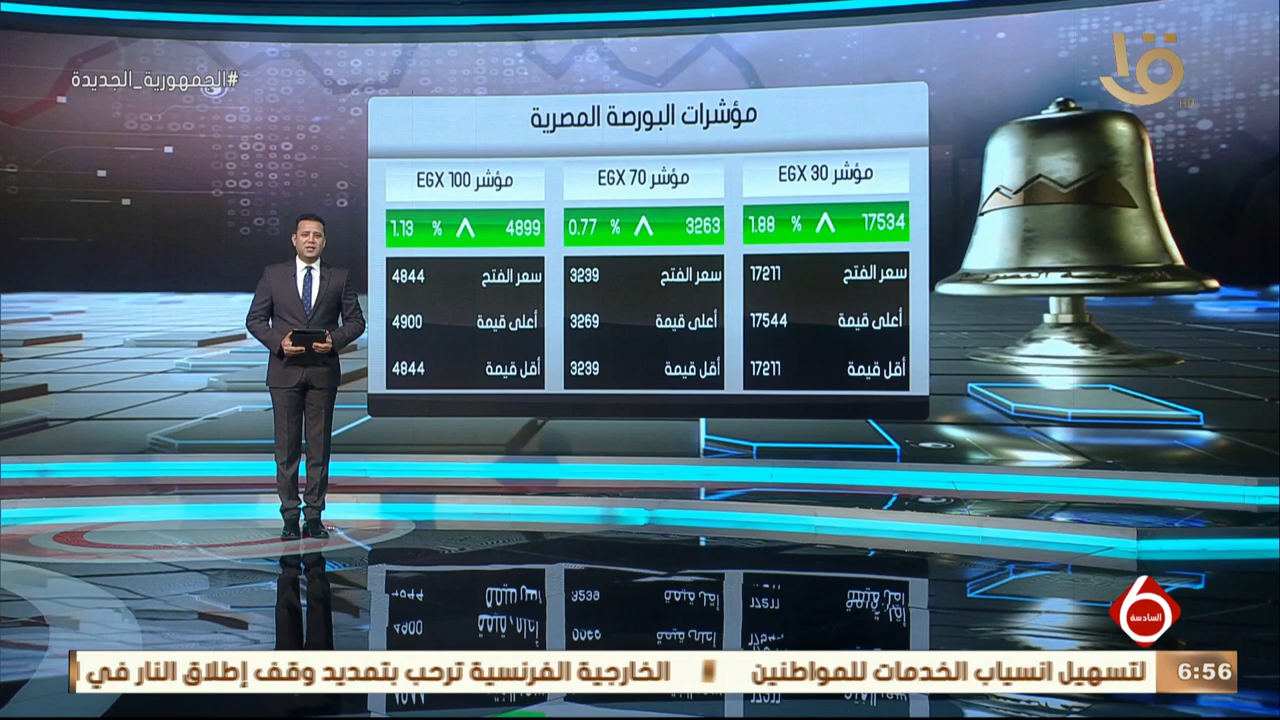 #الجمهورية_الجديدة
HD
مؤشرات البورصة المصرية
مؤشر EGX 30
17534 % 1.88
سعر الفتح 17211
أعلى قيمة 17544
أقل قيمة 17211
مؤشر EGX 70
3263 % 0.77
سعر الفتح 3239
أعلى قيمة 3269
أقل قيمة 3239
مؤشر EGX 100
4899 % 1.13
سعر الفتح 4844
أعلى قيمة 4900
أقل قيمة 4844
6
السادسة
6:56
لتسهيل انسياب الخدمات للمواطنين
الخارجية الفرنسية ترحب بتمديد وقف إطلاق النار في